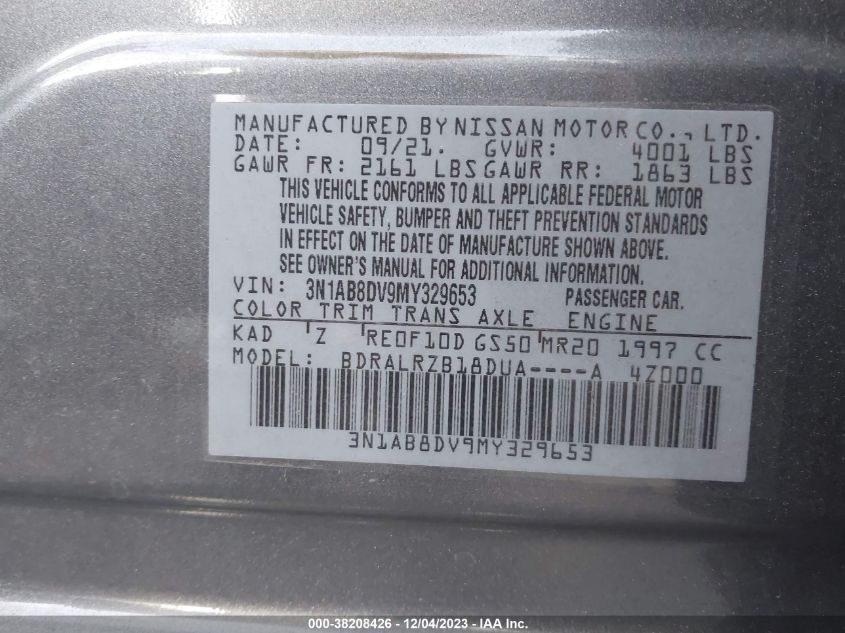 MANUFACTURED BY NISSAN MOTOR CO., LTD.
DATE: 09/21. GVWR: 4001 LBS
GAWR FR: 2161 LBS GAWR RR: 1863 LBS
THIS VEHICLE CONFORMS TO ALL APPLICABLE FEDERAL MOTOR
VEHICLE SAFETY, BUMPER AND THEFT PREVENTION STANDARDS
IN EFFECT ON THE DATE OF MANUFACTURE SHOWN ABOVE.
SEE OWNER'S MANUAL FOR ADDITIONAL INFORMATION.
VIN: 3N1AB8DV9MY329653 PASSENGER CAR.
COLOR TRIM TRANS AXLE ENGINE
KAD Z RE0F10D GS50 MR20 1997 CC
MODEL: BDRALRZB18DUA----A 4Z000
3N1AB8DV9MY329653
000-38208426 - 12/04/2023 - IAA Inc.